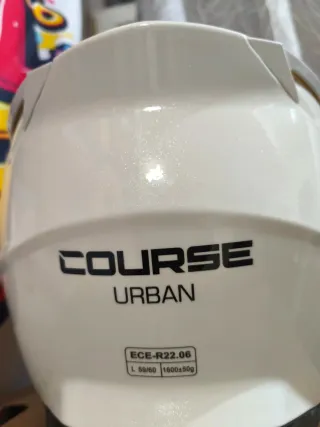 COURSE
URBAN
ECE-R22.06
L 59/60 1600±50g